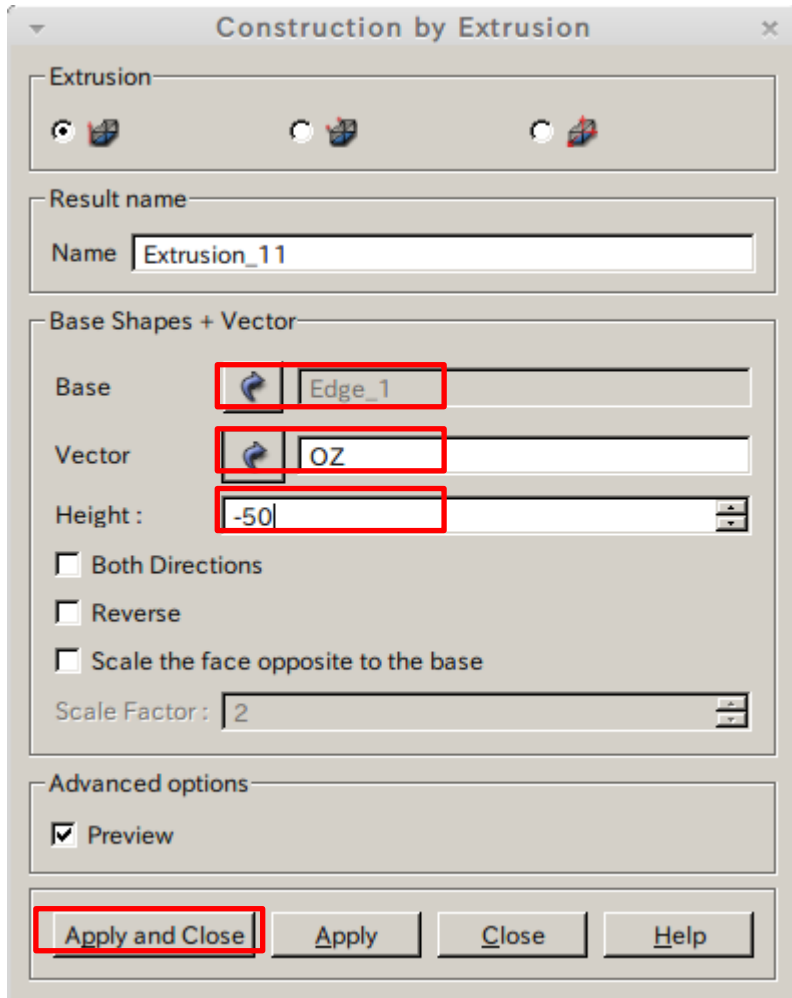 Construction by Extrusion
Extrusion
Result name
Name Extrusion_11
Base Shapes + Vector
Base Edge_1
Vector OZ
Height : -50
Both Directions
Reverse
Scale the face opposite to the base
Scale Factor : 2
Advanced options
Preview
Apply and Close Apply Close Help